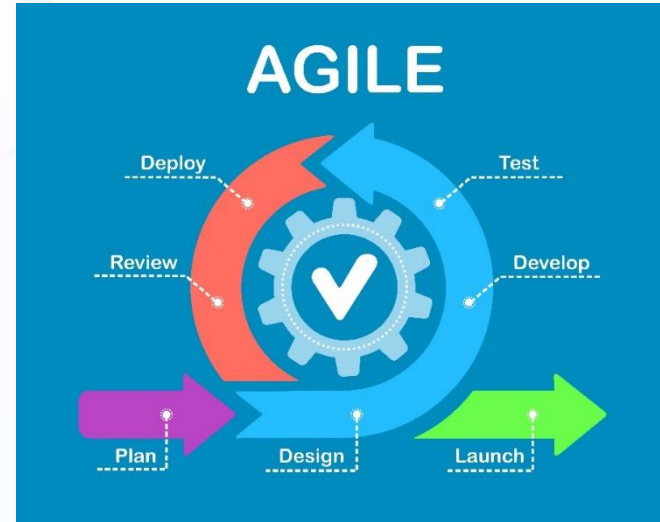 AGILE
Deploy
Test
Review
Develop
Plan
Design
Launch